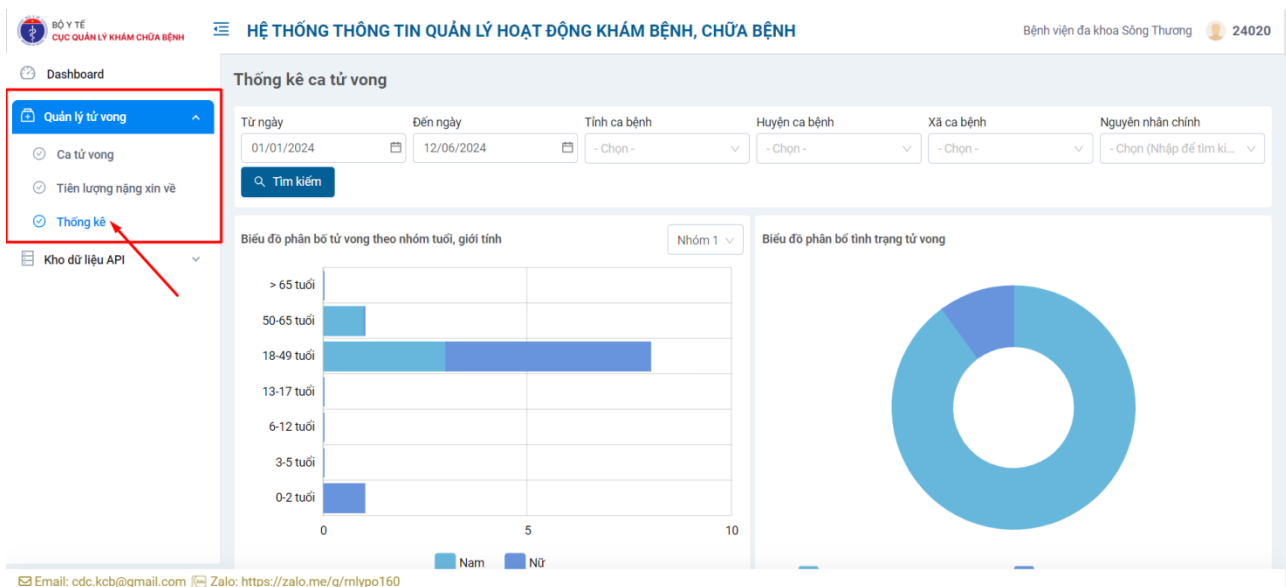 BỘ Y TẾ
CỤC QUẢN LÝ KHÁM CHỮA BỆNH
HỆ THỐNG THÔNG TIN QUẢN LÝ HOẠT ĐỘNG KHÁM BỆNH, CHỮA BỆNH
Bệnh viện đa khoa Sông Thương
24020
Dashboard
Quản lý tử vong
Ca tử vong
Tiên lượng nặng xin về
Thống kê
Kho dữ liệu API
Thống kê ca tử vong
Từ ngày
Đến ngày
Tỉnh ca bệnh
Huyện ca bệnh
Xã ca bệnh
Nguyên nhân chính
01/01/2024
12/06/2024
- Chọn -
- Chọn -
- Chọn -
- Chọn (Nhập để tìm ki...
Tìm kiếm
Biểu đồ phân bố tử vong theo nhóm tuổi, giới tính
Nhóm 1
> 65 tuổi
50-65 tuổi
18-49 tuổi
13-17 tuổi
6-12 tuổi
3-5 tuổi
0-2 tuổi
0
5
10
Nam
Nữ
Biểu đồ phân bố tình trạng tử vong
Email: cdc.kcb@gmail.com Zalo: https://zalo.me/g/rnlypo160